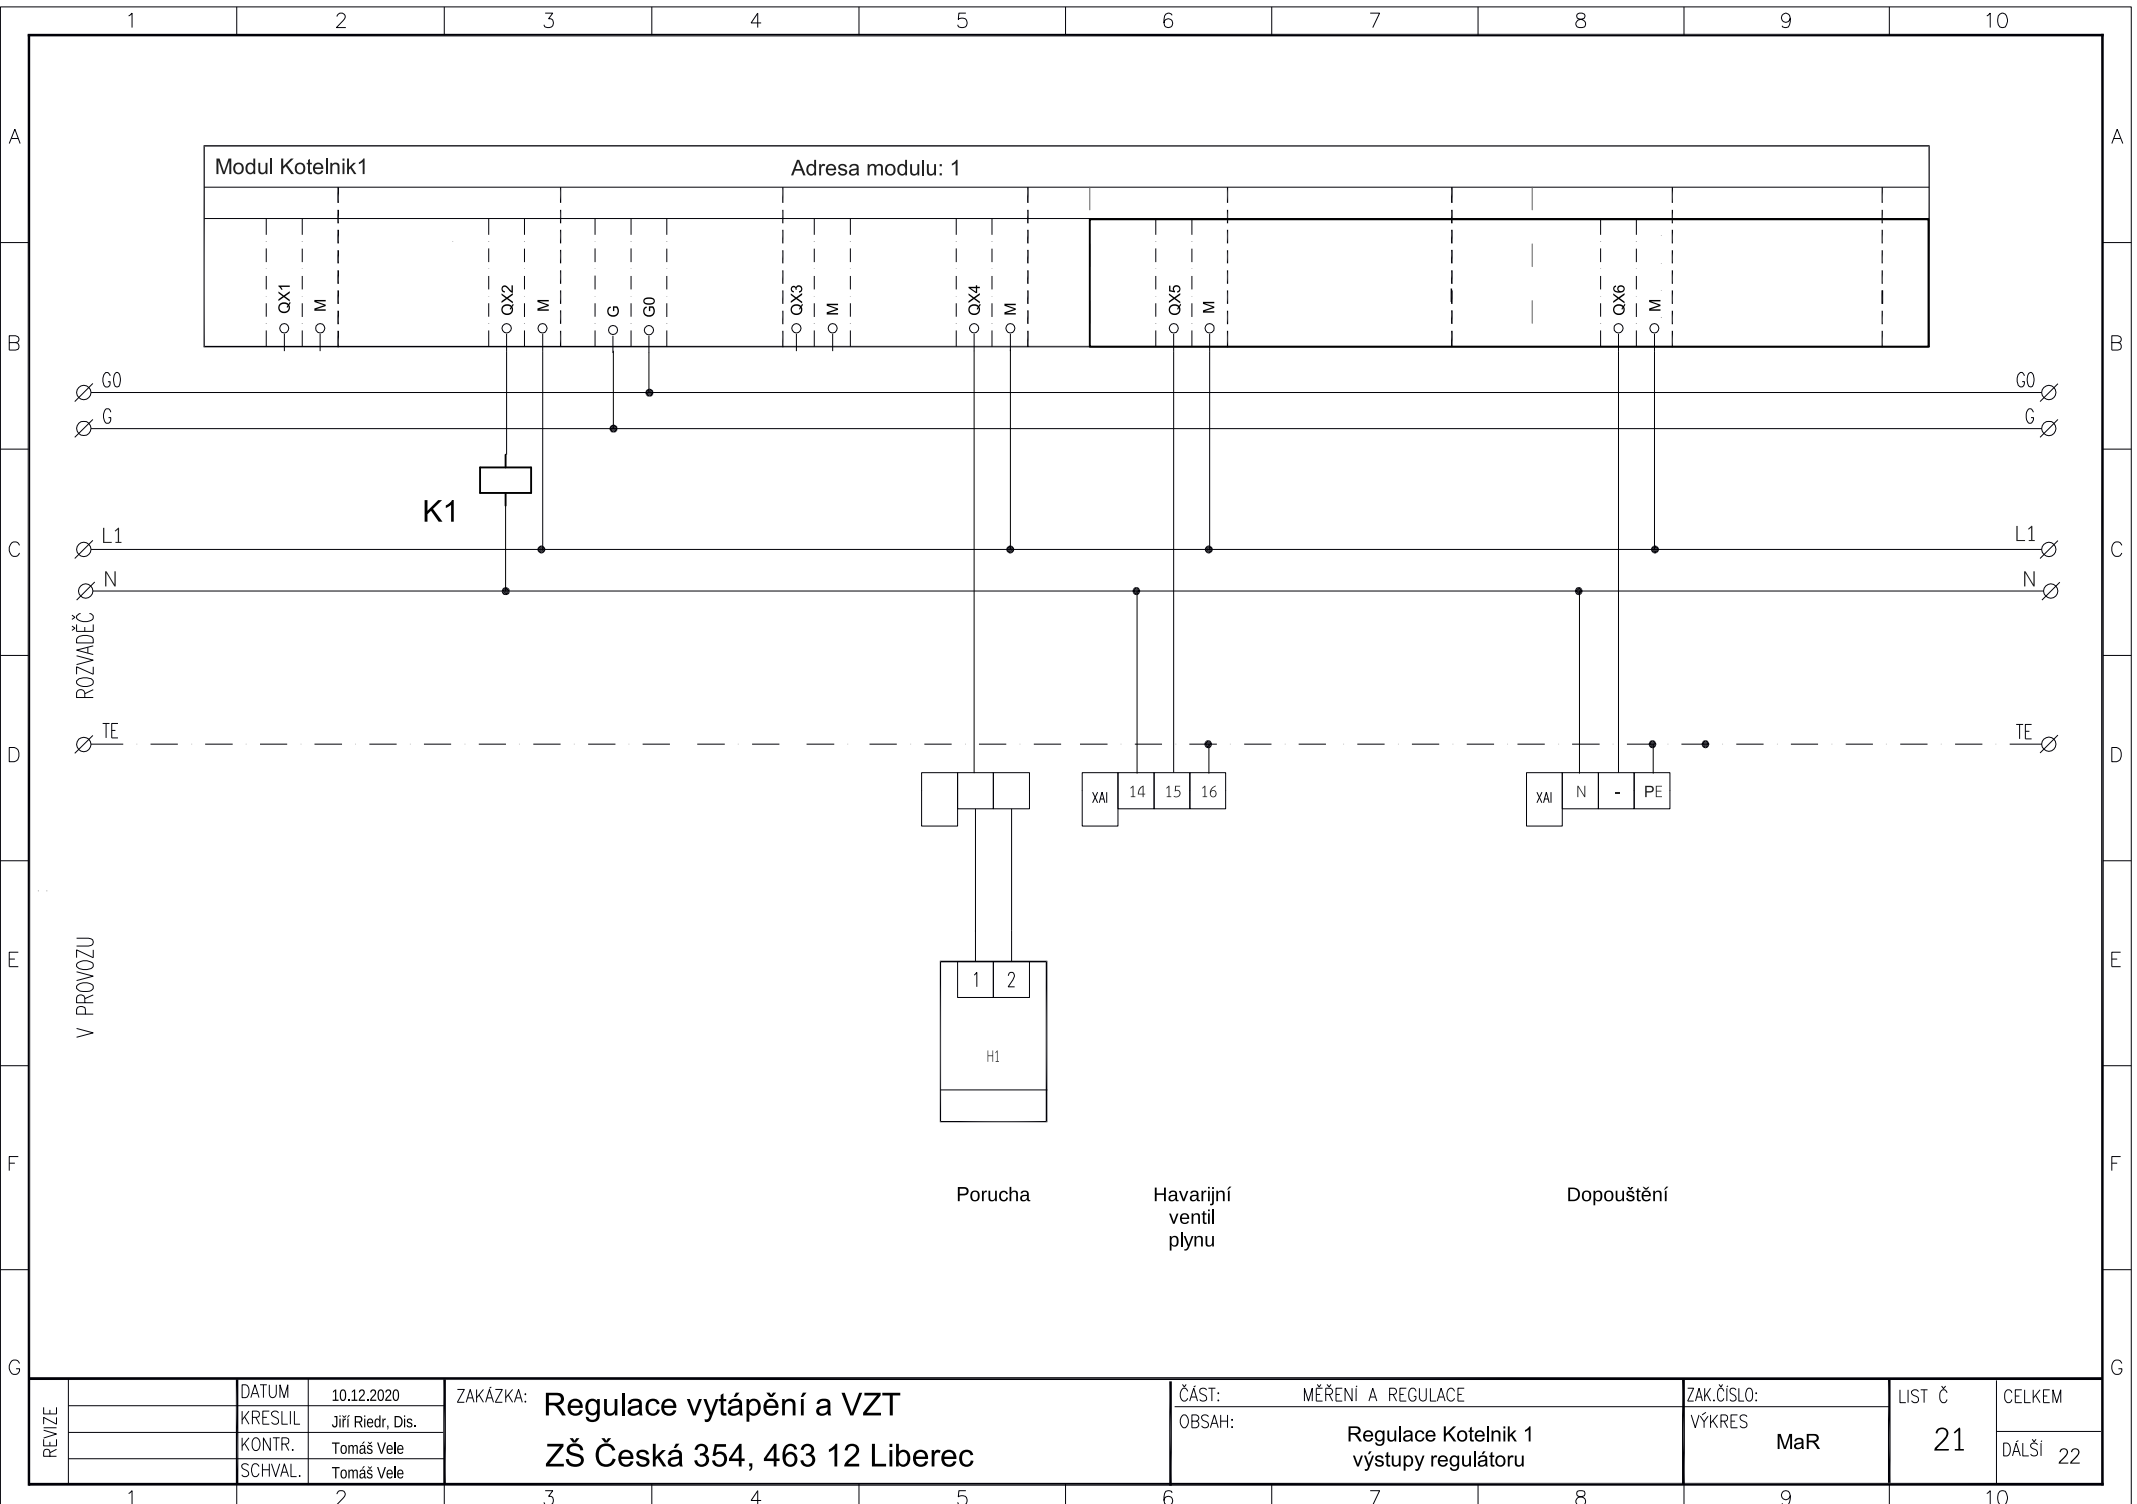 1 2 3 4 5 6 7 8 9 10
A A
Modul Kotelnik1 Adresa modulu: 1
QX1 M QX2 M G G0 QX3 M QX4 M QX5 M QX6 M
B B
G0 G0
G G
K1
L1 L1
C C
N N
ROZVADĚČ
TE TE
D D
XAI 14 15 16 XAI N - PE
E E
V PROVOZU
1 2
H1
F F
Porucha
Havarijní
ventil
plynu
Dopouštění
G G
REVIZE
DATUM 10.12.2020
KRESLIL Jiří Riedr, Dis.
KONTR. Tomáš Vele
SCHVAL. Tomáš Vele
ZAKÁZKA: Regulace vytápění a VZT
ZŠ Česká 354, 463 12 Liberec
ČÁST: MĚŘENÍ A REGULACE
OBSAH: Regulace Kotelnik 1
výstupy regulátoru
ZAK.ČÍSLO:
VÝKRES MaR
LIST Č
21
CELKEM
DÁLŠÍ 22
1 2 3 4 5 6 7 8 9 10